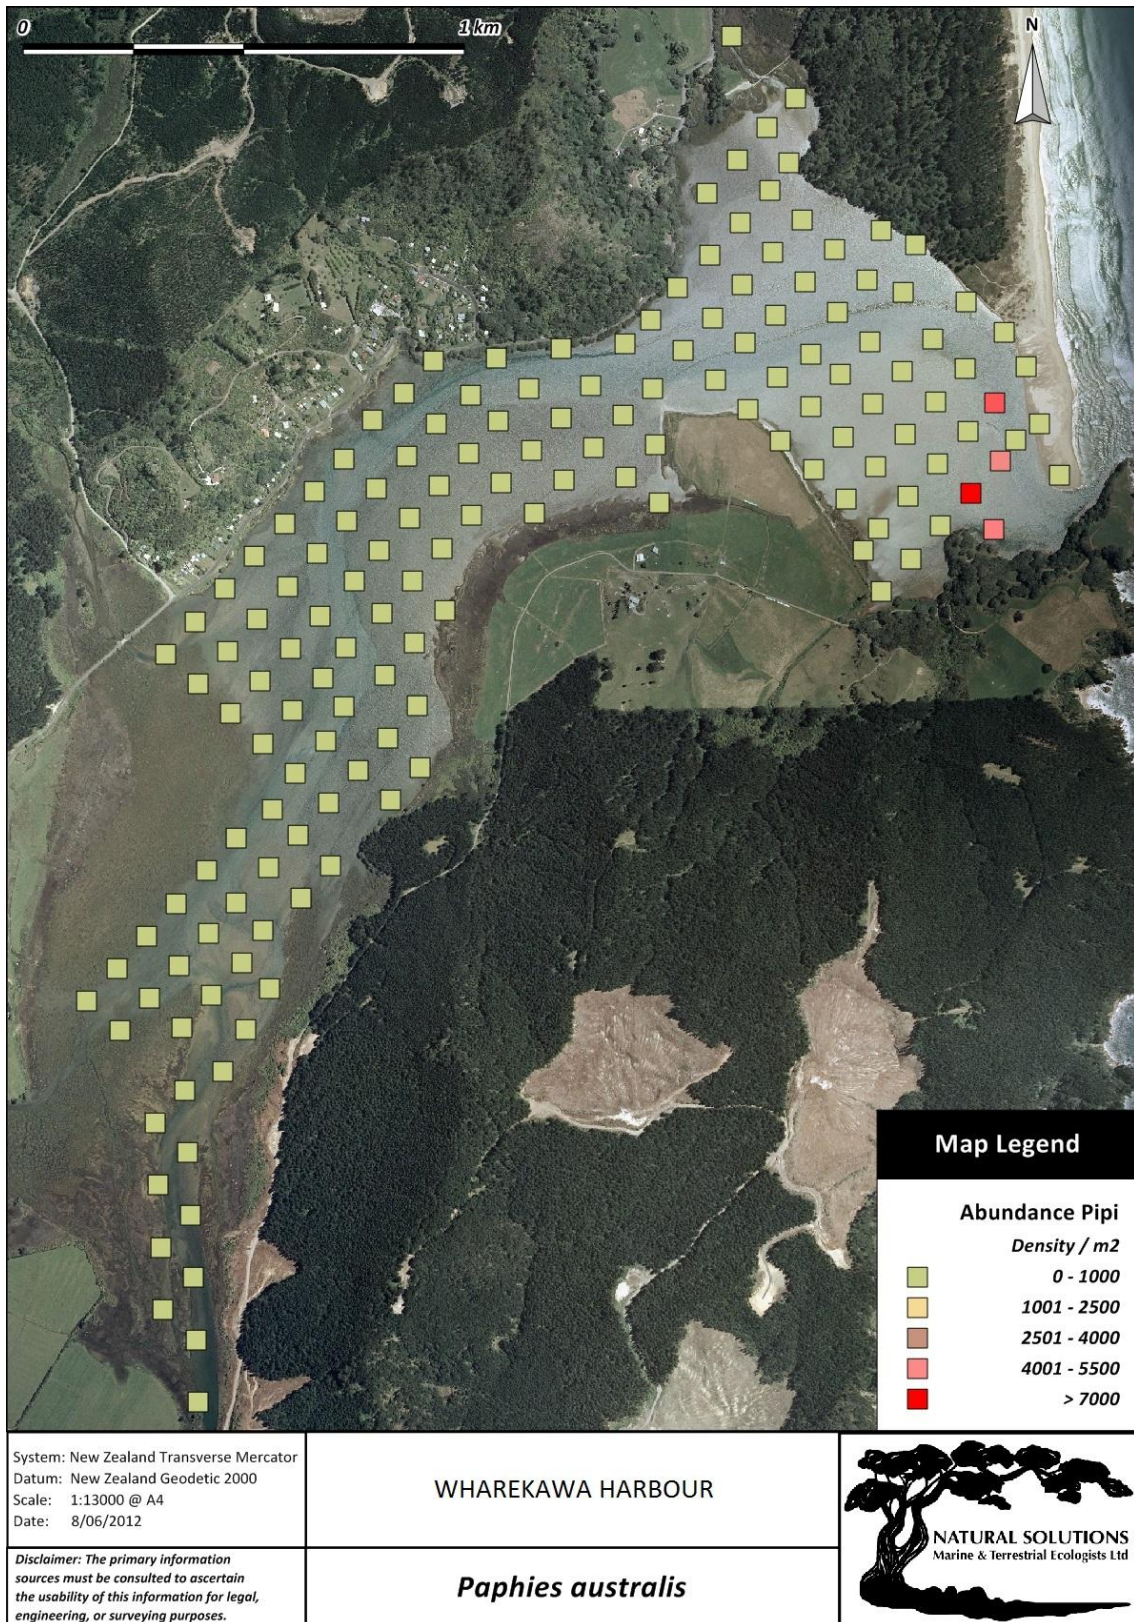 0 1 km
N
Map Legend
Abundance Pipi
Density / m2
0 - 1000
1001 - 2500
2501 - 4000
4001 - 5500
> 7000
System: New Zealand Transverse Mercator
Datum: New Zealand Geodetic 2000
Scale: 1:13000 @ A4
Date: 8/06/2012
WHAREKAWA HARBOUR
Disclaimer: The primary information
sources must be consulted to ascertain
the usability of this information for legal,
engineering, or surveying purposes.
Paphies australis
NATURAL SOLUTIONS
Marine & Terrestrial Ecologists Ltd